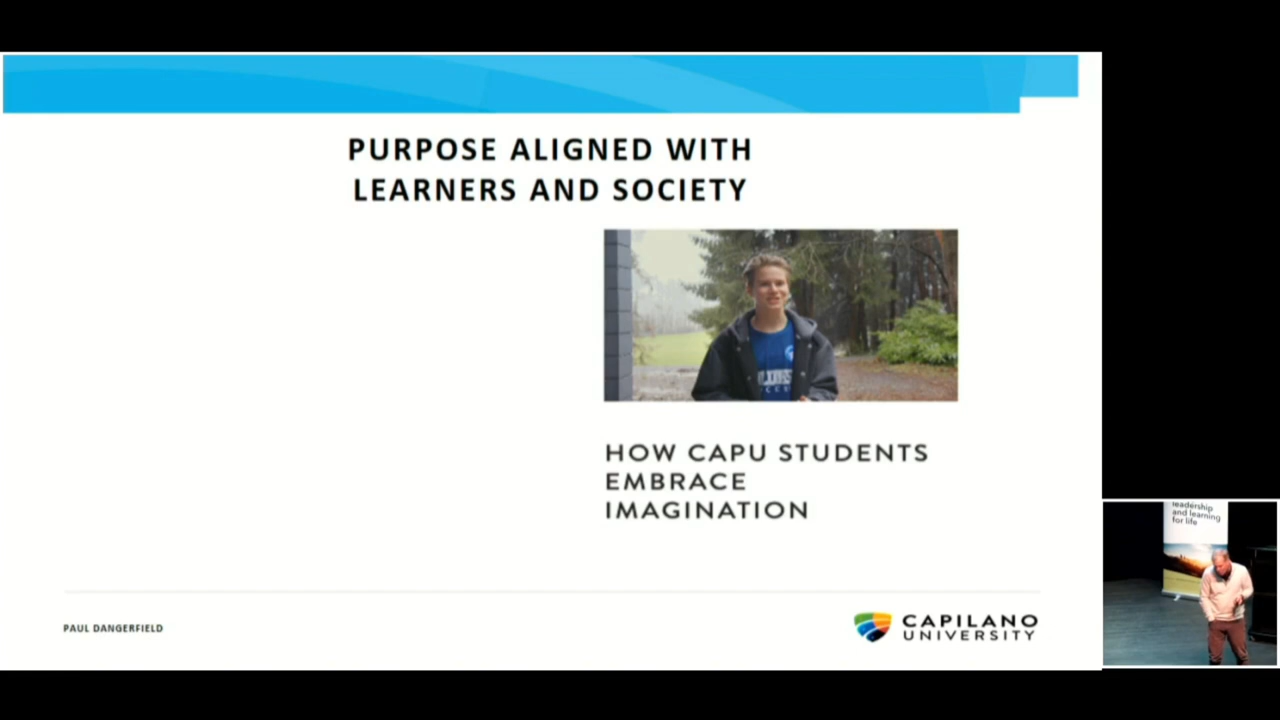 PURPOSE ALIGNED WITH
LEARNERS AND SOCIETY
HOW CAPU STUDENTS
EMBRACE
IMAGINATION
PAUL DANGERFIELD
CAPILANO
UNIVERSITY
leadership
and learning
for life